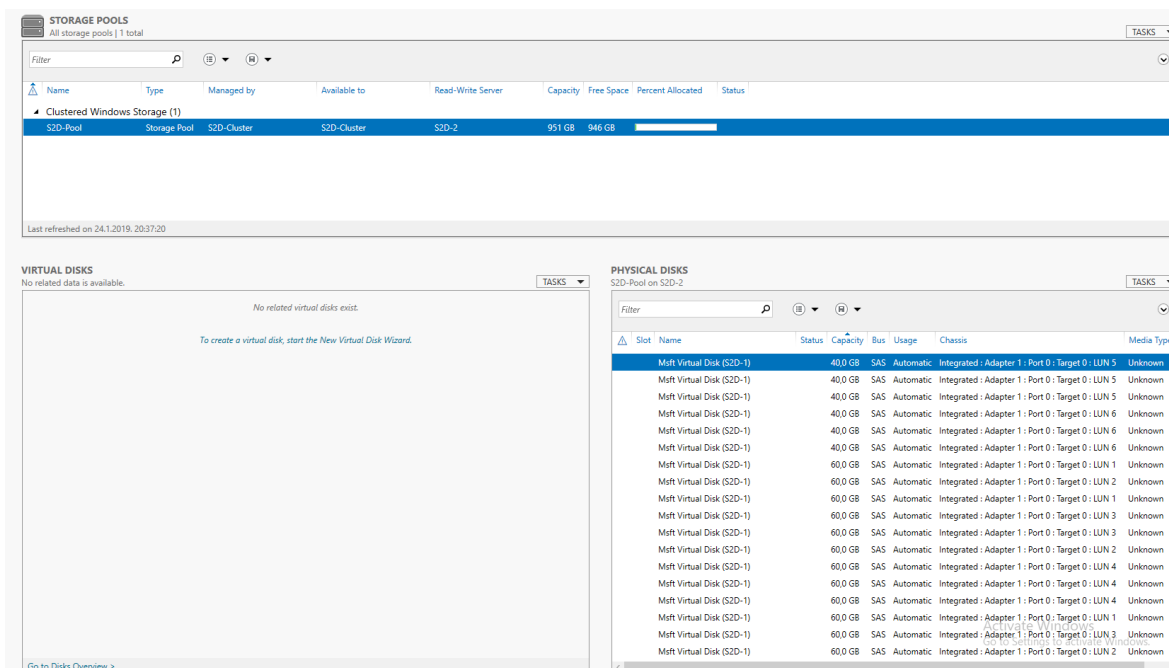 STORAGE POOLS
All storage pools | 1 total
TASKS
Filter
Name Type Managed by Available to Read-Write Server Capacity Free Space Percent Allocated Status
Clustered Windows Storage (1)
S2D-Pool Storage Pool S2D-Cluster S2D-Cluster S2D-2 951 GB 946 GB
Last refreshed on 24.1.2019. 20:37:20
VIRTUAL DISKS
No related data is available.
TASKS
No related virtual disks exist.
To create a virtual disk, start the New Virtual Disk Wizard.
Go to Disks Overview >
PHYSICAL DISKS
S2D-Pool on S2D-2
TASKS
Filter
Slot Name Status Capacity Bus Usage Chassis Media Type
Msft Virtual Disk (S2D-1) 40,0 GB SAS Automatic Integrated : Adapter 1 : Port 0 : Target 0 : LUN 5 Unknown
Msft Virtual Disk (S2D-1) 40,0 GB SAS Automatic Integrated : Adapter 1 : Port 0 : Target 0 : LUN 5 Unknown
Msft Virtual Disk (S2D-1) 40,0 GB SAS Automatic Integrated : Adapter 1 : Port 0 : Target 0 : LUN 5 Unknown
Msft Virtual Disk (S2D-1) 40,0 GB SAS Automatic Integrated : Adapter 1 : Port 0 : Target 0 : LUN 6 Unknown
Msft Virtual Disk (S2D-1) 40,0 GB SAS Automatic Integrated : Adapter 1 : Port 0 : Target 0 : LUN 6 Unknown
Msft Virtual Disk (S2D-1) 40,0 GB SAS Automatic Integrated : Adapter 1 : Port 0 : Target 0 : LUN 6 Unknown
Msft Virtual Disk (S2D-1) 60,0 GB SAS Automatic Integrated : Adapter 1 : Port 0 : Target 0 : LUN 1 Unknown
Msft Virtual Disk (S2D-1) 60,0 GB SAS Automatic Integrated : Adapter 1 : Port 0 : Target 0 : LUN 2 Unknown
Msft Virtual Disk (S2D-1) 60,0 GB SAS Automatic Integrated : Adapter 1 : Port 0 : Target 0 : LUN 1 Unknown
Msft Virtual Disk (S2D-1) 60,0 GB SAS Automatic Integrated : Adapter 1 : Port 0 : Target 0 : LUN 3 Unknown
Msft Virtual Disk (S2D-1) 60,0 GB SAS Automatic Integrated : Adapter 1 : Port 0 : Target 0 : LUN 3 Unknown
Msft Virtual Disk (S2D-1) 60,0 GB SAS Automatic Integrated : Adapter 1 : Port 0 : Target 0 : LUN 2 Unknown
Msft Virtual Disk (S2D-1) 60,0 GB SAS Automatic Integrated : Adapter 1 : Port 0 : Target 0 : LUN 4 Unknown
Msft Virtual Disk (S2D-1) 60,0 GB SAS Automatic Integrated : Adapter 1 : Port 0 : Target 0 : LUN 4 Unknown
Msft Virtual Disk (S2D-1) 60,0 GB SAS Automatic Integrated : Adapter 1 : Port 0 : Target 0 : LUN 4 Unknown
Msft Virtual Disk (S2D-1) 60,0 GB SAS Automatic Integrated : Adapter 1 : Port 0 : Target 0 : LUN 1 Unknown
Msft Virtual Disk (S2D-1) 60,0 GB SAS Automatic Integrated : Adapter 1 : Port 0 : Target 0 : LUN 3 Unknown
Msft Virtual Disk (S2D-1) 60,0 GB SAS Automatic Integrated : Adapter 1 : Port 0 : Target 0 : LUN 2 Unknown
Activate Windows
Go to Settings to activate Windows.